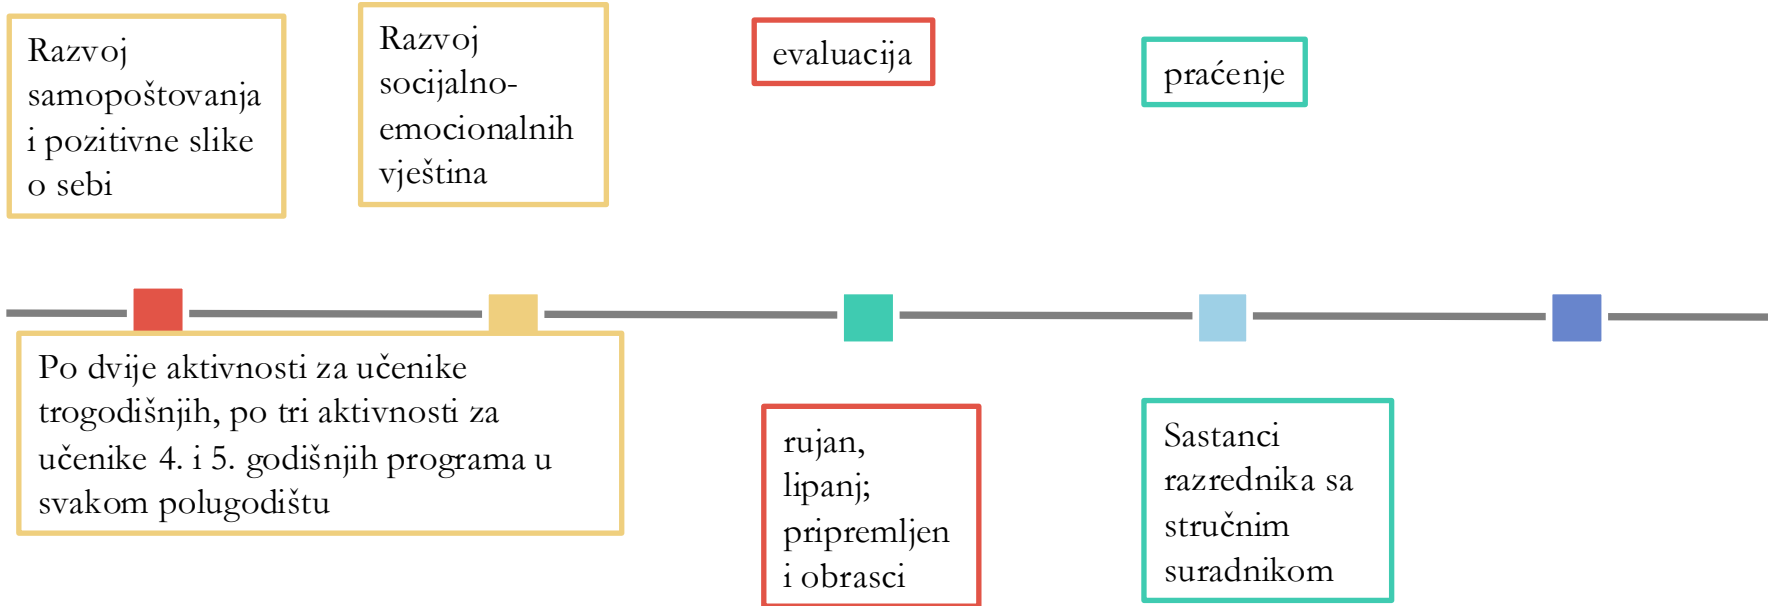 Razvoj
samopoštovanja
i pozitivne slike
o sebi
Razvoj
socijalno-
emocionalnih
vještina
evaluacija
praćenje
Po dvije aktivnosti za učenike
trogodišnjih, po tri aktivnosti za
učenike 4. i 5. godišnjih programa u
svakom polugodištu
rujan,
lipanj;
pripremljen
i obrasci
Sastanci
razrednika sa
stručnim
suradnikom